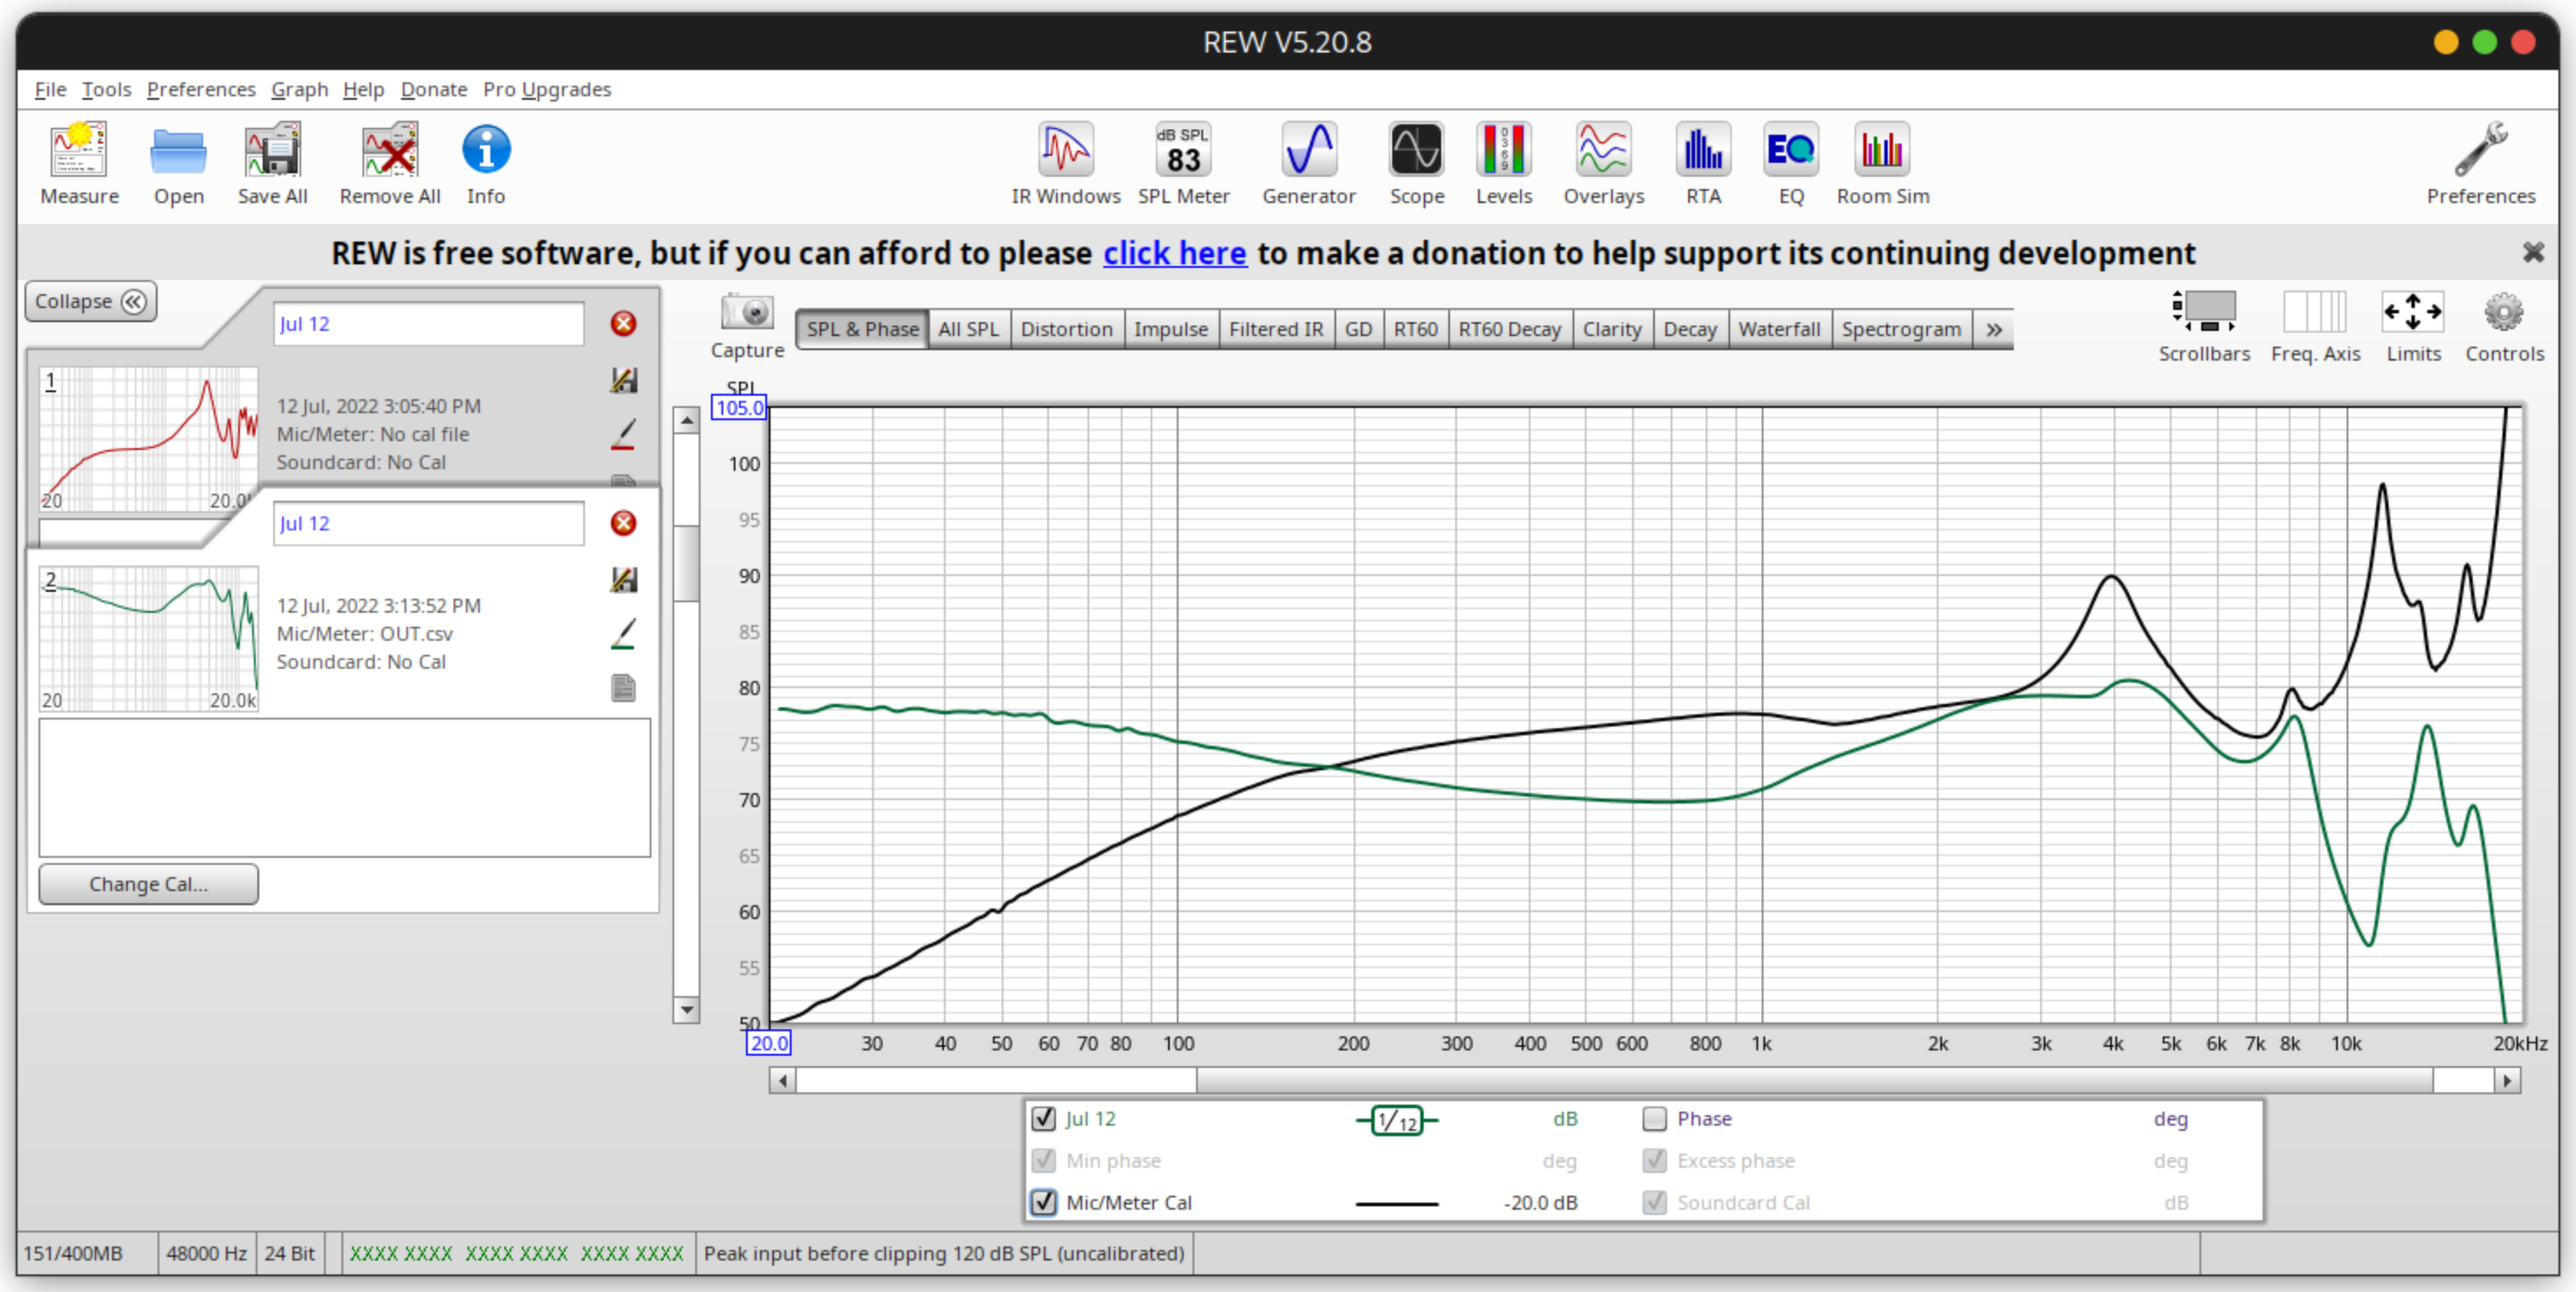 REW V5.20.8
File Tools Preferences Graph Help Donate Pro Upgrades
dB SPL
83
0 3 6 9
EQ
Measure Open Save All Remove All Info IR Windows SPL Meter Generator Scope Levels Overlays RTA EQ Room Sim Preferences
REW is free software, but if you can afford to please click here to make a donation to help support its continuing development
Collapse
Jul 12
1
12 Jul, 2022 3:05:40 PM
Mic/Meter: No cal file
Soundcard: No Cal
20
Jul 12
2
12 Jul, 2022 3:13:52 PM
Mic/Meter: OUT.csv
Soundcard: No Cal
20 20.0k
Change Cal...
Capture
SPL & Phase All SPL Distortion Impulse Filtered IR GD RT60 RT60 Decay Clarity Decay Waterfall Spectrogram »
Scrollbars Freq. Axis Limits Controls
SPL
105.0
100
95
90
85
80
75
70
65
60
55
50
20.0 30 40 50 60 70 80 100 200 300 400 500 600 800 1k 2k 3k 4k 5k 6k 7k 8k 10k 20kHz
Jul 12 1/12 dB Phase deg
Min phase deg Excess phase deg
Mic/Meter Cal -20.0 dB Soundcard Cal dB
151/400MB 48000 Hz 24 Bit XXXX XXXX XXXX XXXX XXXX XXXX Peak input before clipping 120 dB SPL (uncalibrated)